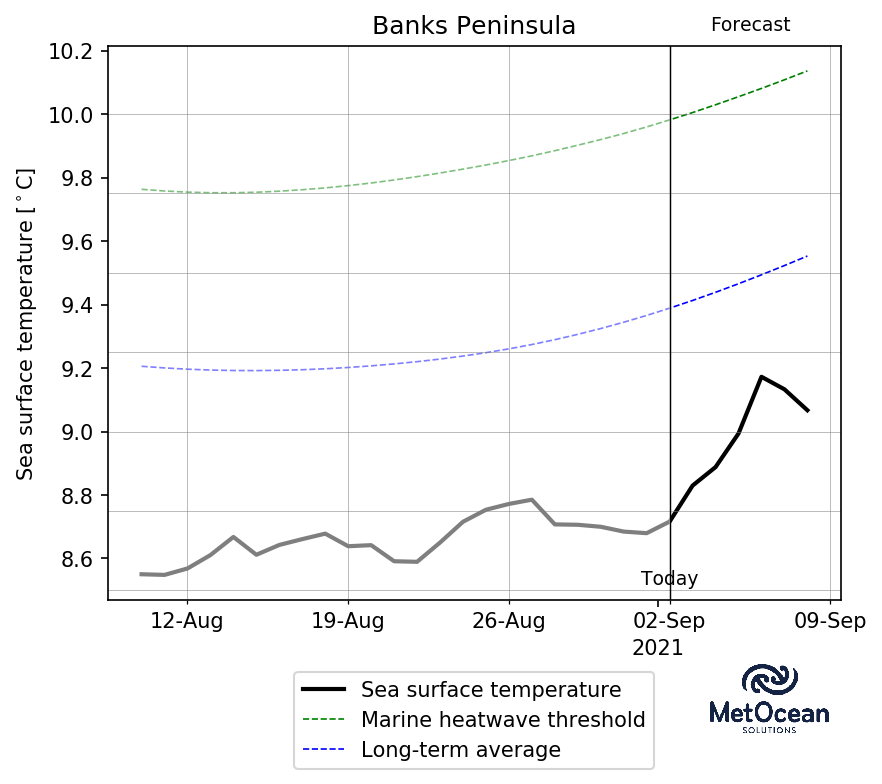 Banks Peninsula
Forecast
10.2
10.0
9.8
9.6
9.4
9.2
9.0
8.8
8.6
Sea surface temperature [°C]
Today
12-Aug
19-Aug
26-Aug
02-Sep
09-Sep
2021
Sea surface temperature
Marine heatwave threshold
Long-term average
MetOcean
SOLUTIONS